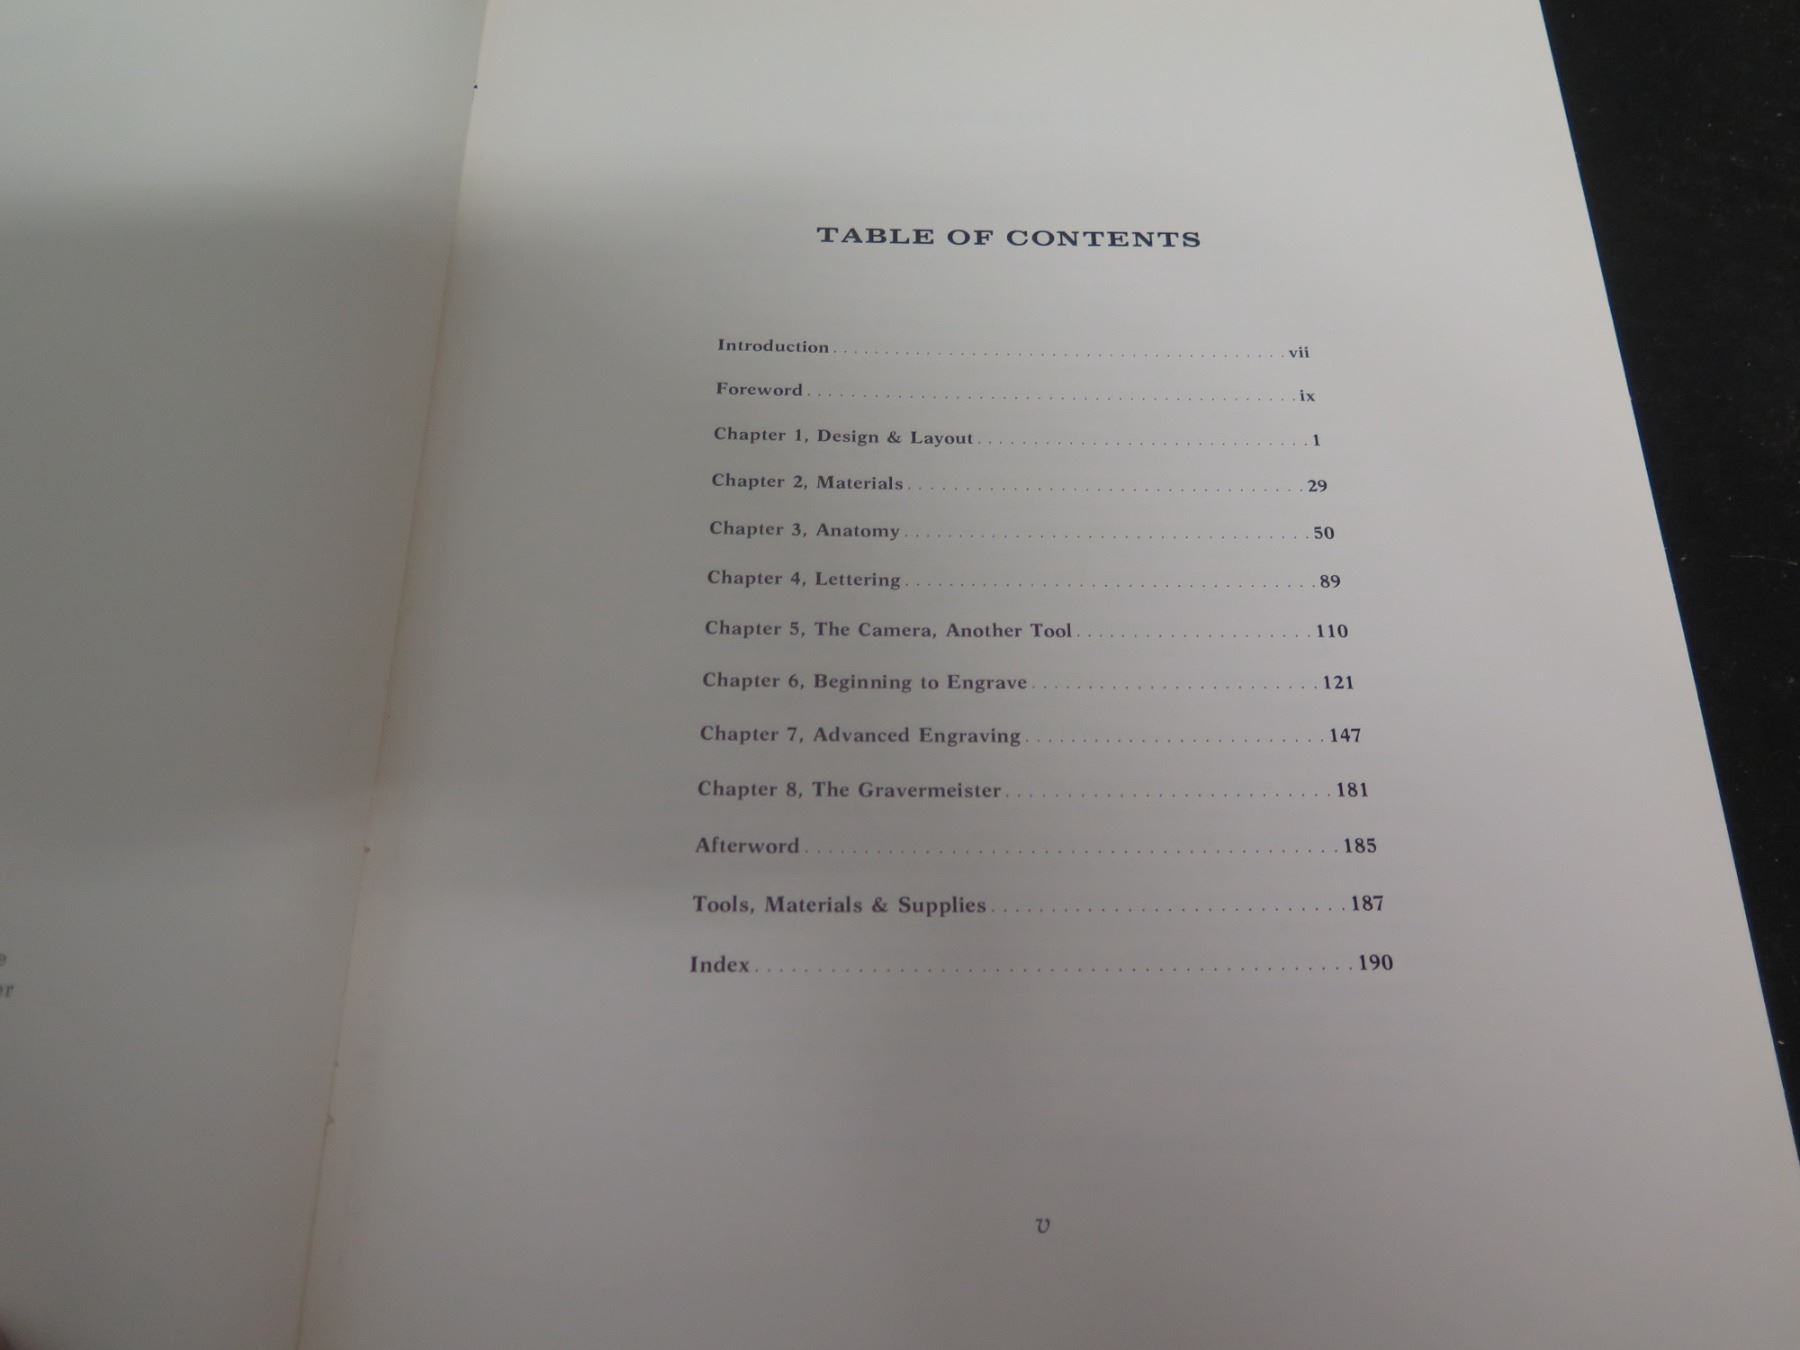 TABLE OF CONTENTS
Introduction . . . . . . . . . . . . . . . . . . . . . . . . . . . . . . . . . . . . . . . . . . . . vii
Foreword . . . . . . . . . . . . . . . . . . . . . . . . . . . . . . . . . . . . . . . . . . . . . . ix
Chapter 1, Design & Layout . . . . . . . . . . . . . . . . . . . . . . . . . . . . 1
Chapter 2, Materials . . . . . . . . . . . . . . . . . . . . . . . . . . . . . . . . . . 29
Chapter 3, Anatomy . . . . . . . . . . . . . . . . . . . . . . . . . . . . . . . . . . 50
Chapter 4, Lettering . . . . . . . . . . . . . . . . . . . . . . . . . . . . . . . . . . 89
Chapter 5, The Camera, Another Tool . . . . . . . . . . . . . . . . . . . . 110
Chapter 6, Beginning to Engrave . . . . . . . . . . . . . . . . . . . . . . . . 121
Chapter 7, Advanced Engraving . . . . . . . . . . . . . . . . . . . . . . . . . 147
Chapter 8, The Gravermeister . . . . . . . . . . . . . . . . . . . . . . . . . . 181
Afterword . . . . . . . . . . . . . . . . . . . . . . . . . . . . . . . . . . . . . . . . . . . 185
Tools, Materials & Supplies . . . . . . . . . . . . . . . . . . . . . . . . . . . . 187
Index . . . . . . . . . . . . . . . . . . . . . . . . . . . . . . . . . . . . . . . . . . . . . . . 190
v